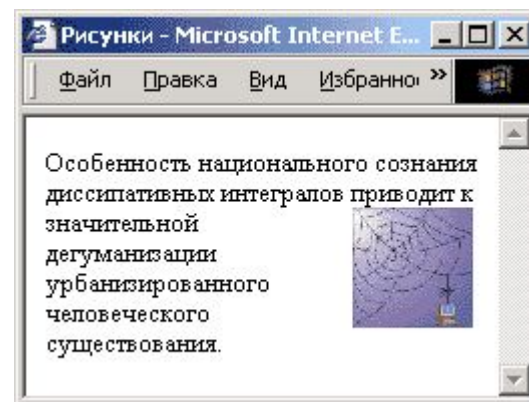 Рисунки - Microsoft Internet E...
Файл Правка Вид Избранно »
Особенность национального сознания
диссипативных интегралов приводит к
значительной
дегуманизации
урбанизированного
человеческого
существования.